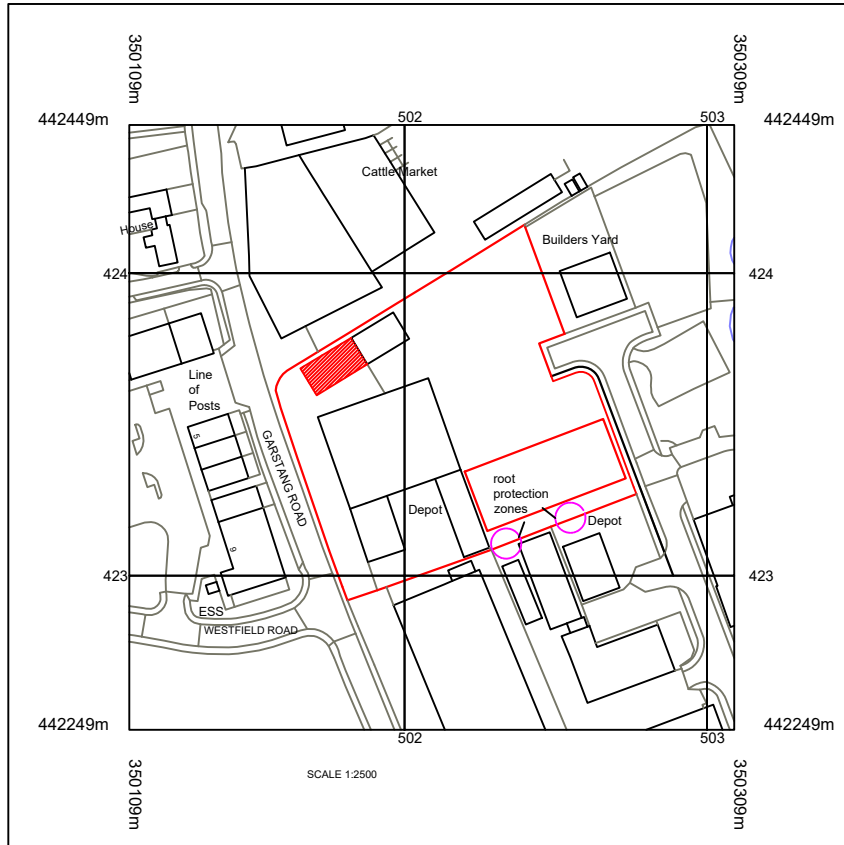 350109m
350309m
442449m
502
503
442449m
Cattle Market
House
Builders Yard
424
424
Line
of
Posts
5
GARSTANG ROAD
root
protection
zones
Depot
Depot
9
423
423
ESS
WESTFIELD ROAD
442249m
502
503
442249m
350109m
350309m
SCALE 1:2500